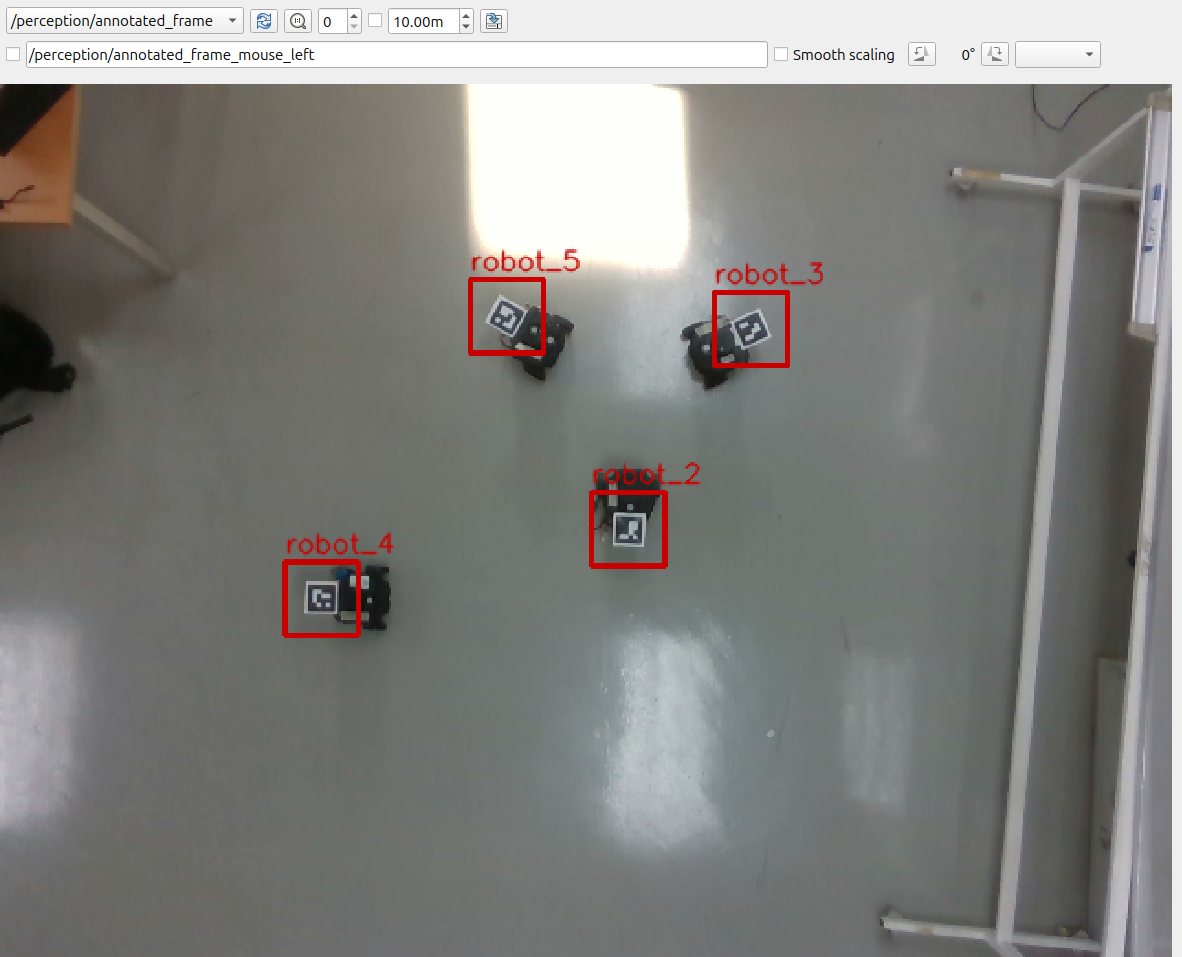 /perception/annotated_frame 0 10.00m
/perception/annotated_frame_mouse_left Smooth scaling 0°
robot_5
robot_3
robot_2
robot_4